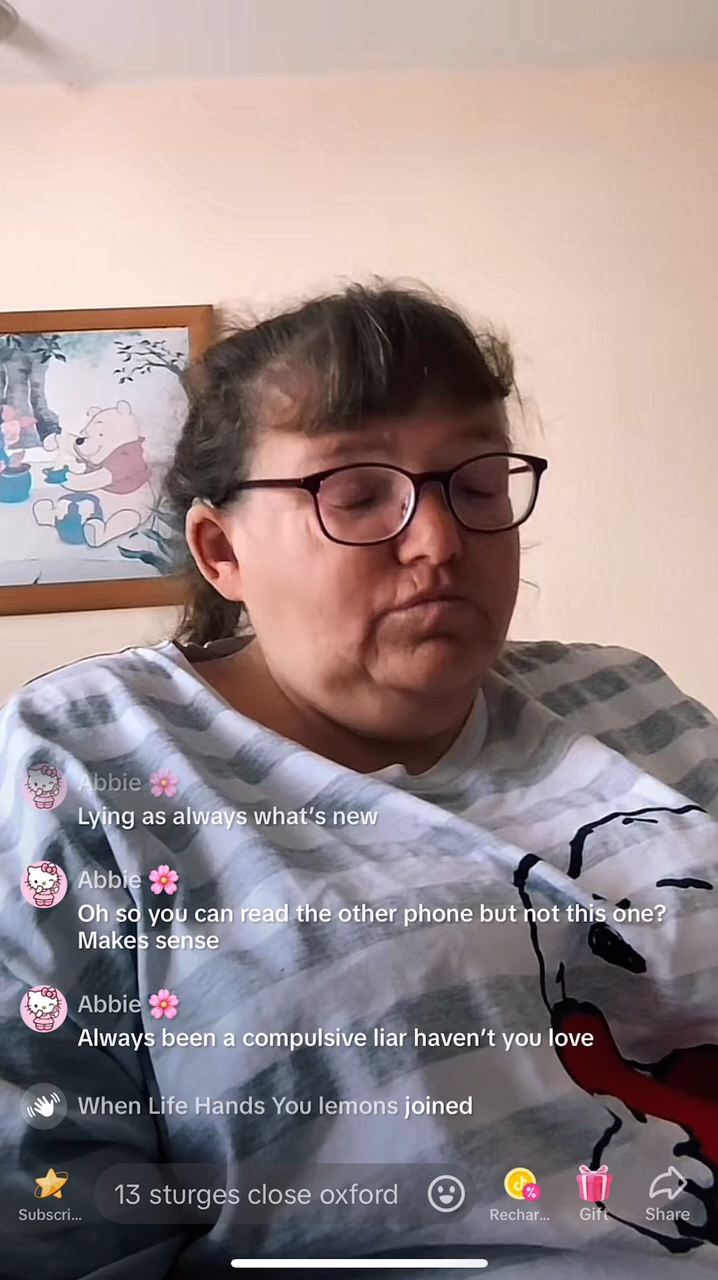 Abbie 🌸
Lying as always what's new
Abbie 🌸
Oh so you can read the other phone but not this one?
Makes sense
Abbie 🌸
Always been a compulsive liar haven't you love
When Life Hands You lemons joined
13 sturges close oxford
Subscri...
Rechar...
Gift
Share